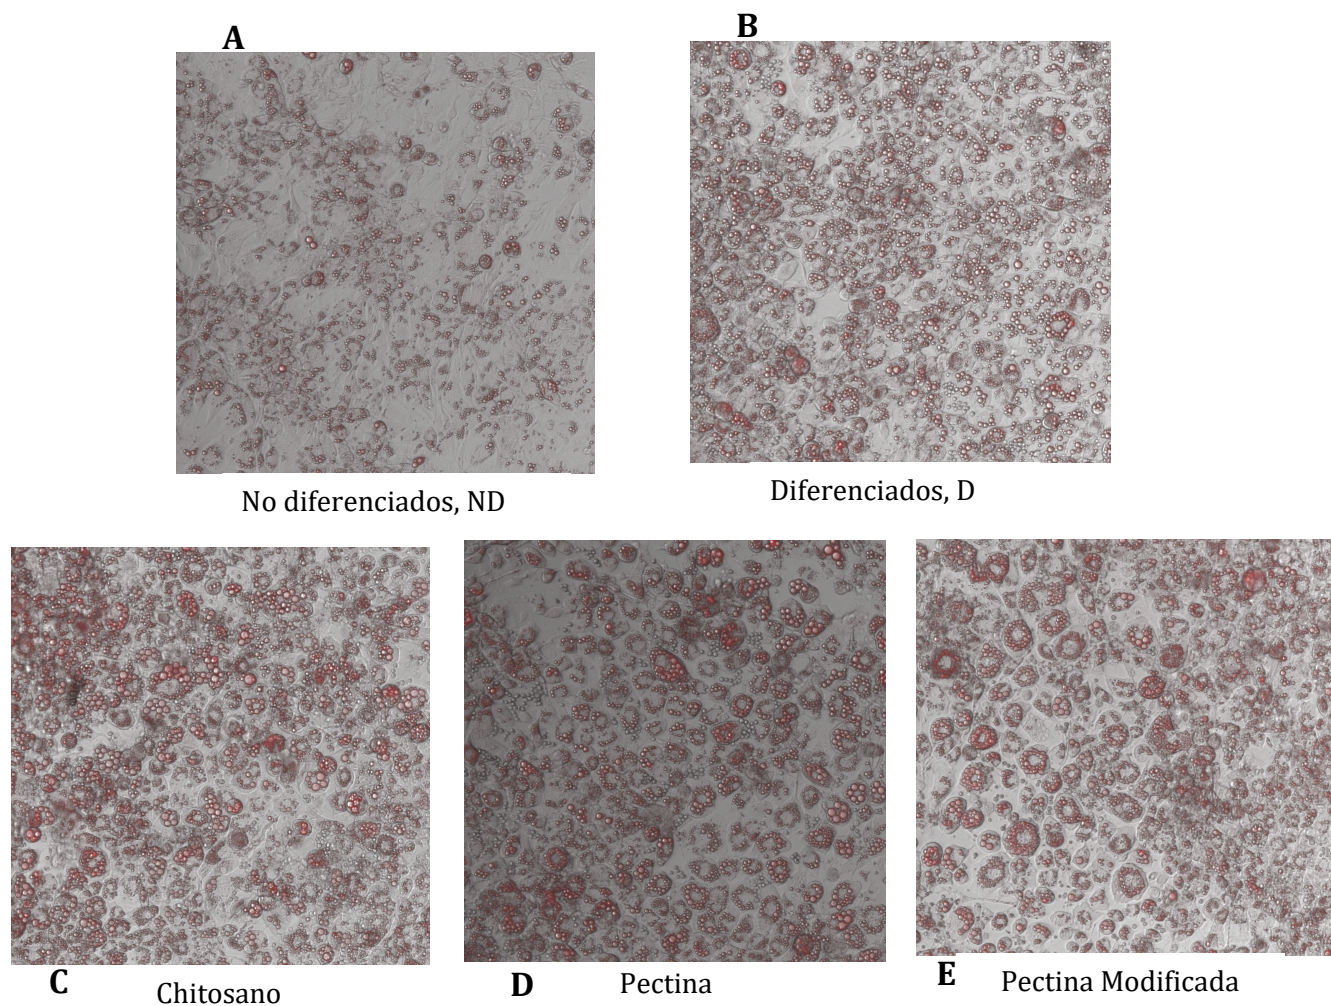 A
B
No diferenciados, ND
Diferenciados, D
C
Chitosano
D
Pectina
E
Pectina Modificada